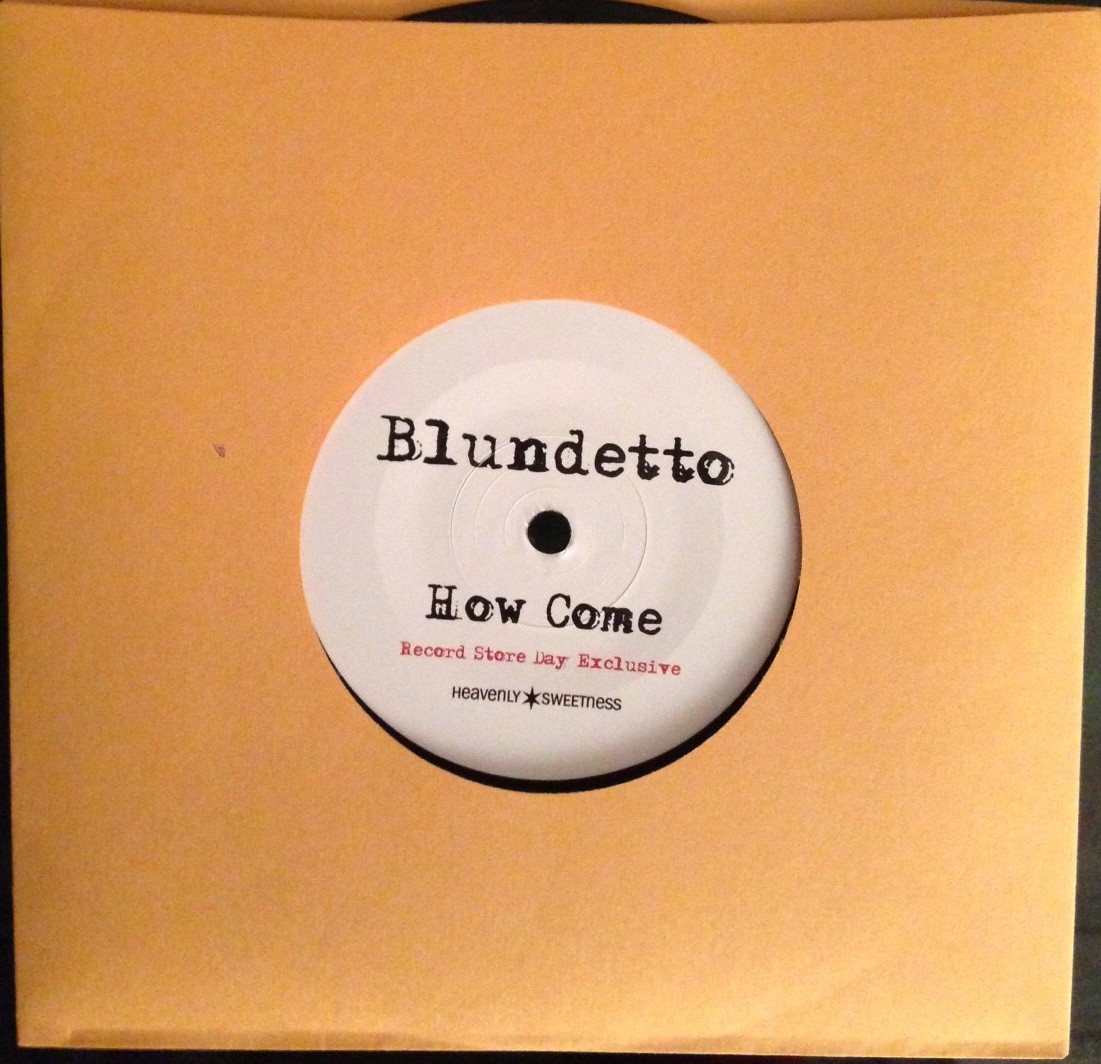 Blundetto
How Come
Record Store Day Exclusive
HeavenLY✶SWEETness